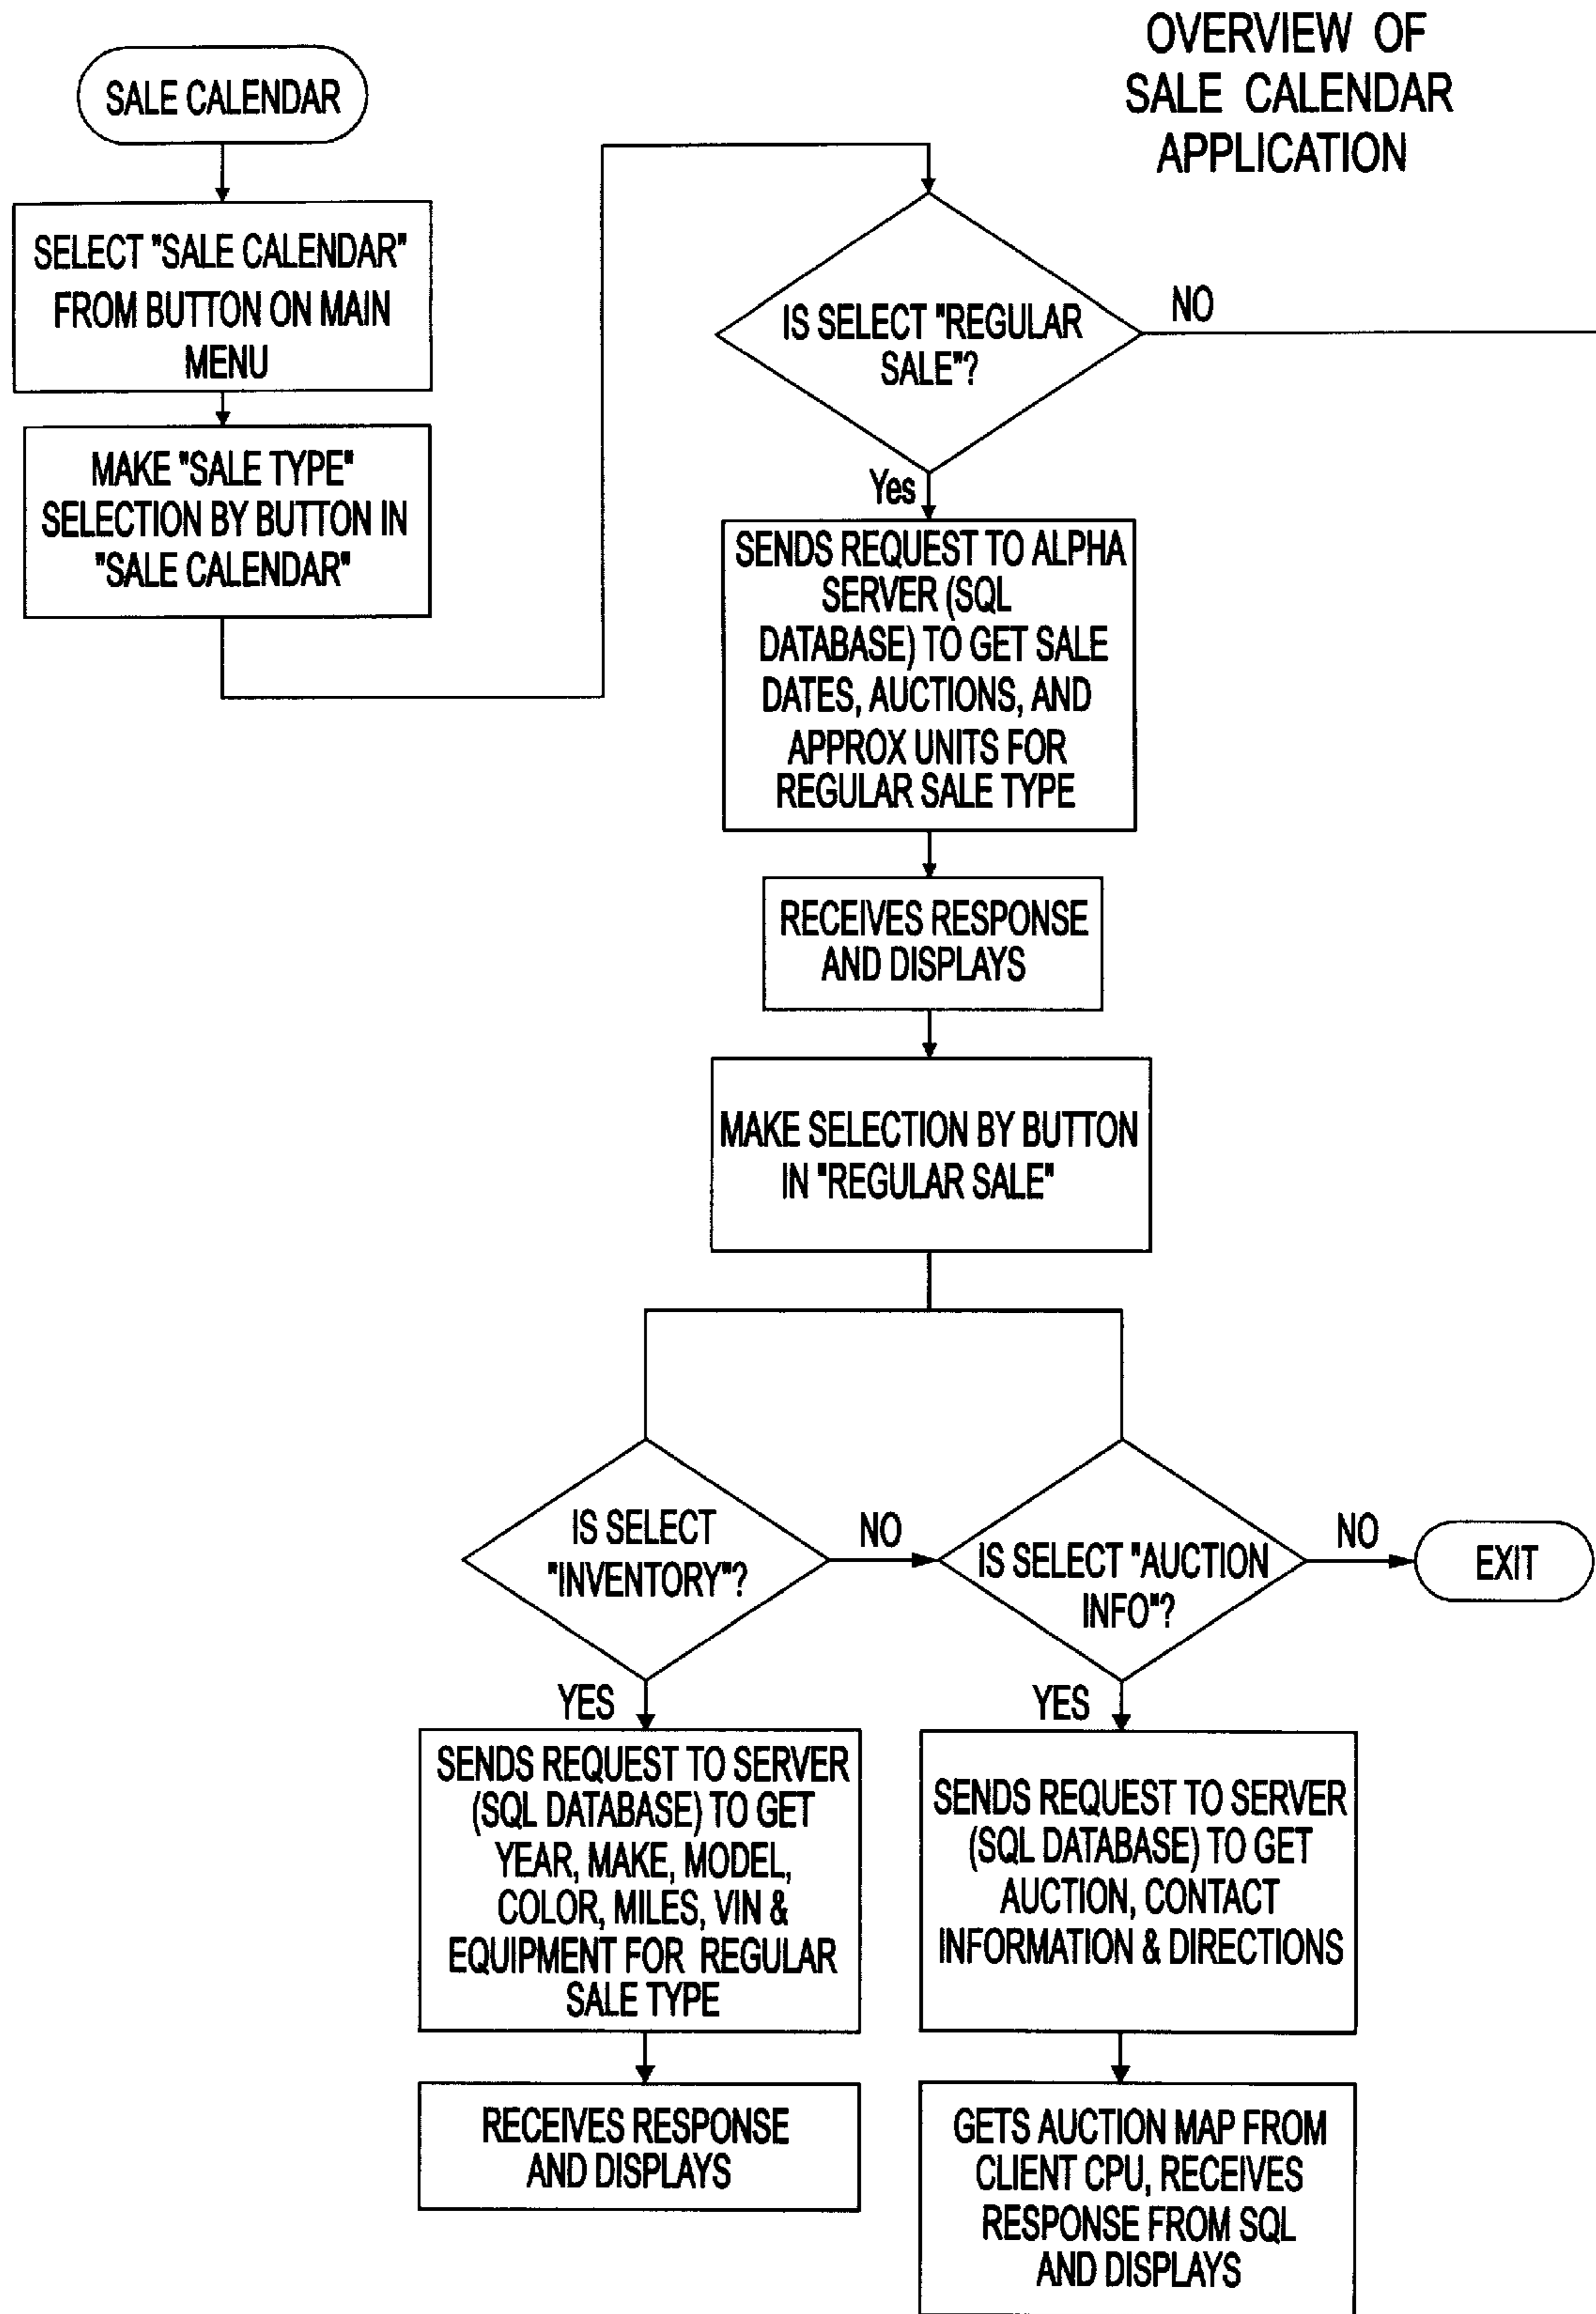 OVERVIEW OF
SALE CALENDAR
APPLICATION
SALE CALENDAR
SELECT "SALE CALENDAR"
FROM BUTTON ON MAIN
MENU
MAKE "SALE TYPE"
SELECTION BY BUTTON IN
"SALE CALENDAR"
IS SELECT "REGULAR
SALE"?
NO
Yes
SENDS REQUEST TO ALPHA
SERVER (SQL
DATABASE) TO GET SALE
DATES, AUCTIONS, AND
APPROX UNITS FOR
REGULAR SALE TYPE
RECEIVES RESPONSE
AND DISPLAYS
MAKE SELECTION BY BUTTON
IN "REGULAR SALE"
IS SELECT
"INVENTORY"?
NO
IS SELECT "AUCTION
INFO"?
NO
EXIT
YES
SENDS REQUEST TO SERVER
(SQL DATABASE) TO GET
YEAR, MAKE, MODEL,
COLOR, MILES, VIN &
EQUIPMENT FOR REGULAR
SALE TYPE
RECEIVES RESPONSE
AND DISPLAYS
YES
SENDS REQUEST TO SERVER
(SQL DATABASE) TO GET
AUCTION, CONTACT
INFORMATION & DIRECTIONS
GETS AUCTION MAP FROM
CLIENT CPU, RECEIVES
RESPONSE FROM SQL
AND DISPLAYS